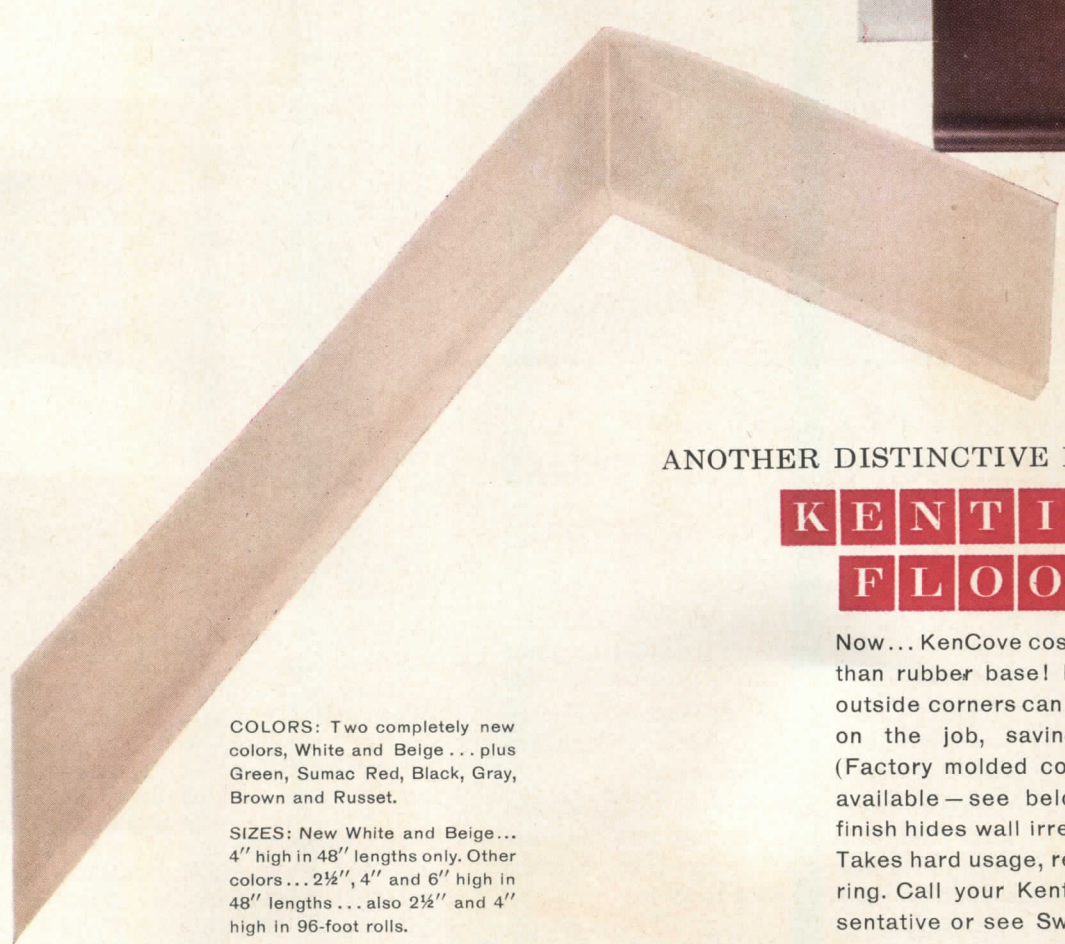 COLORS: Two completely new
colors, White and Beige ... plus
Green, Sumac Red, Black, Gray,
Brown and Russet.
SIZES: New White and Beige...
4″ high in 48″ lengths only. Other
colors ... 2½″, 4″ and 6″ high in
48″ lengths ... also 2½″ and 4″
high in 96-foot rolls.
ANOTHER DISTINCTIVE
KENTI
FLOO
Now ... KenCove cos
than rubber base!
outside corners can
on the job, savin
(Factory molded co
available — see belo
finish hides wall irre
Takes hard usage, re
ring. Call your Kent
sentative or see Sw